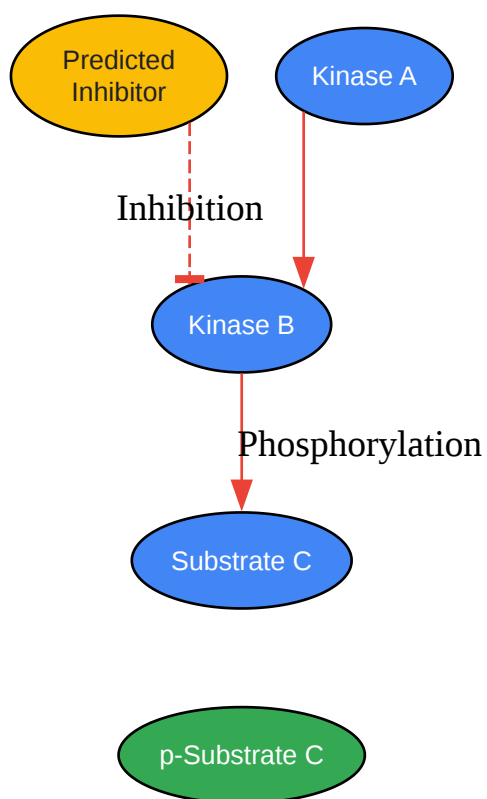 Predicted
Inhibitor
Kinase A
Inhibition
Kinase B
Phosphorylation
Substrate C
p-Substrate C